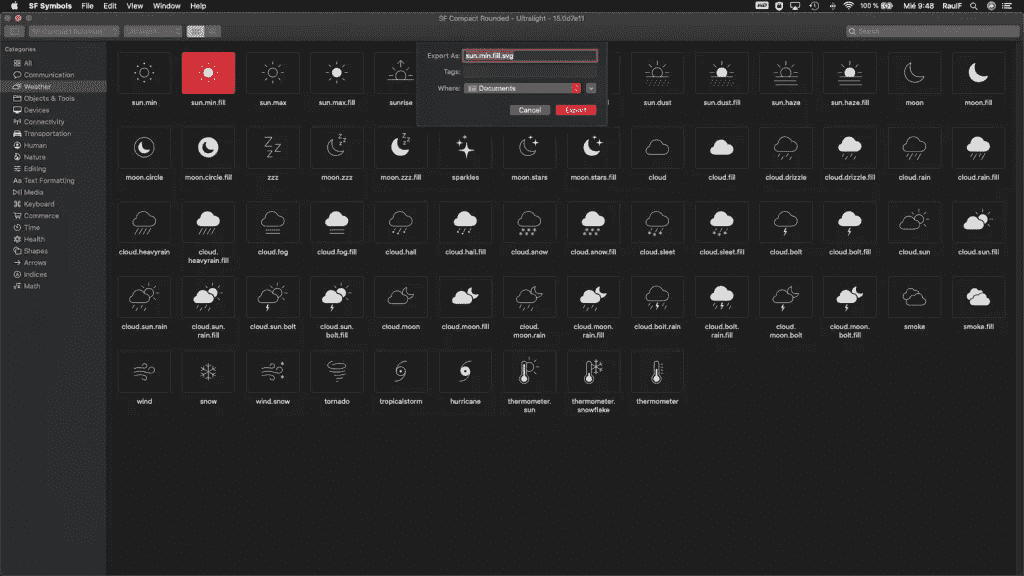 SF Symbols File Edit View Window Help 100 % Mié 9:48 RaulF
SF Compact Rounded - Ultralight - 15.0d7e11
SF Compact Rounded Ultralight Search
Categories
All
Communication
Weather
Objects & Tools
Devices
Connectivity
Transportation
Human
Nature
Editing
Aa Text Formatting
Media
Keyboard
Commerce
Time
Health
Shapes
Arrows
Indices
Math
Export As: sun.min.fill.svg
Tags:
Where: Documents
Cancel Export
sun.min sun.min.fill sun.max sun.max.fill sunrise sun.dust sun.dust.fill sun.haze sun.haze.fill moon moon.fill
moon.circle moon.circle.fill zzz moon.zzz moon.zzz.fill sparkles moon.stars moon.stars.fill cloud cloud.fill cloud.drizzle cloud.drizzle.fill cloud.rain cloud.rain.fill
cloud.heavyrain cloud. cloud.fog cloud.fog.fill cloud.hail cloud.hail.fill cloud.snow cloud.snow.fill cloud.sleet cloud.sleet.fill cloud.bolt cloud.bolt.fill cloud.sun cloud.sun.fill
heavyrain.fill
cloud.sun.rain cloud.sun. cloud.sun.bolt cloud.sun. cloud.moon cloud.moon.fill cloud. cloud.moon. cloud.bolt.rain cloud.bolt. cloud. cloud.moon. smoke smoke.fill
rain.fill bolt.fill moon.rain rain.fill rain.fill moon.bolt bolt.fill
wind snow wind.snow tornado tropicalstorm hurricane thermometer. thermometer. thermometer
sun snowflake